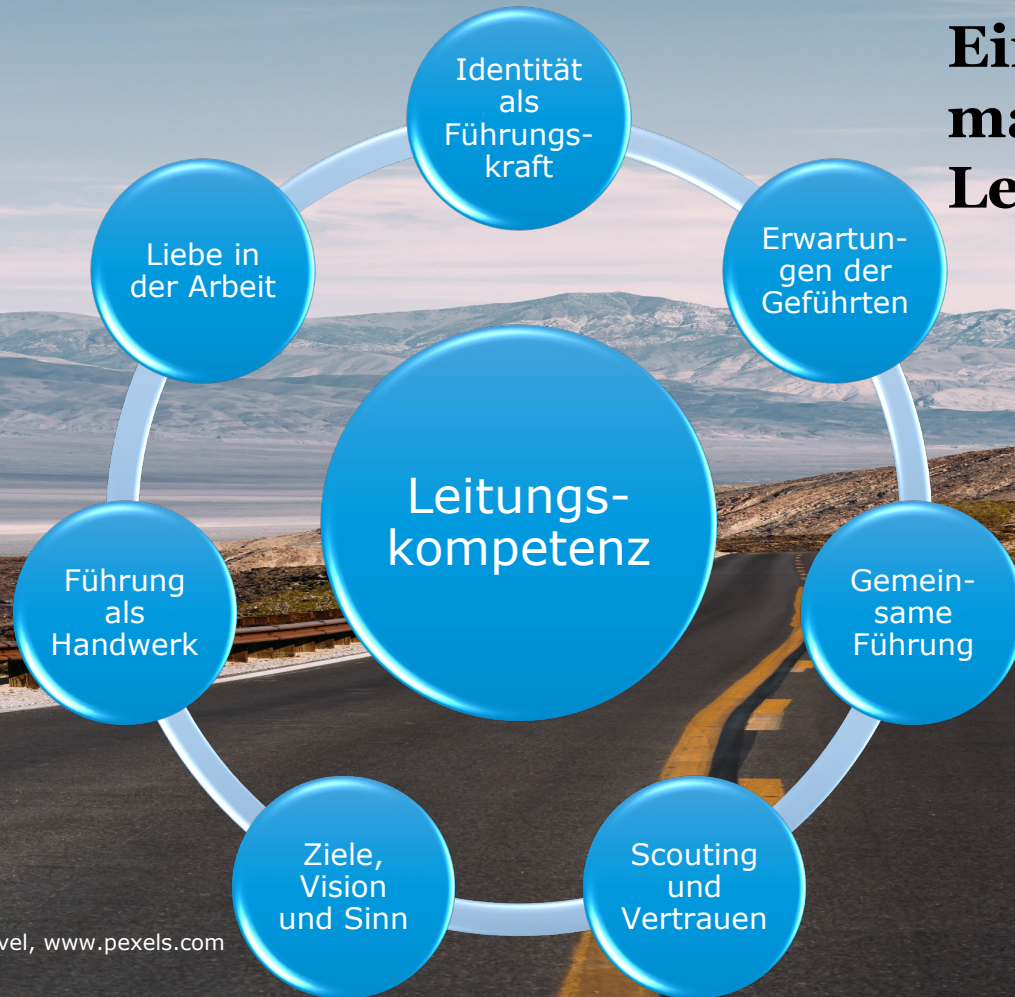 Identität
als
Führungs-
kraft
Erwartun-
gen der
Geführten
Gemein-
same
Führung
Scouting
und
Vertrauen
Ziele,
Vision
und Sinn
Führung
als
Handwerk
Liebe in
der Arbeit
Leitungs-
kompetenz
www.pexels.com